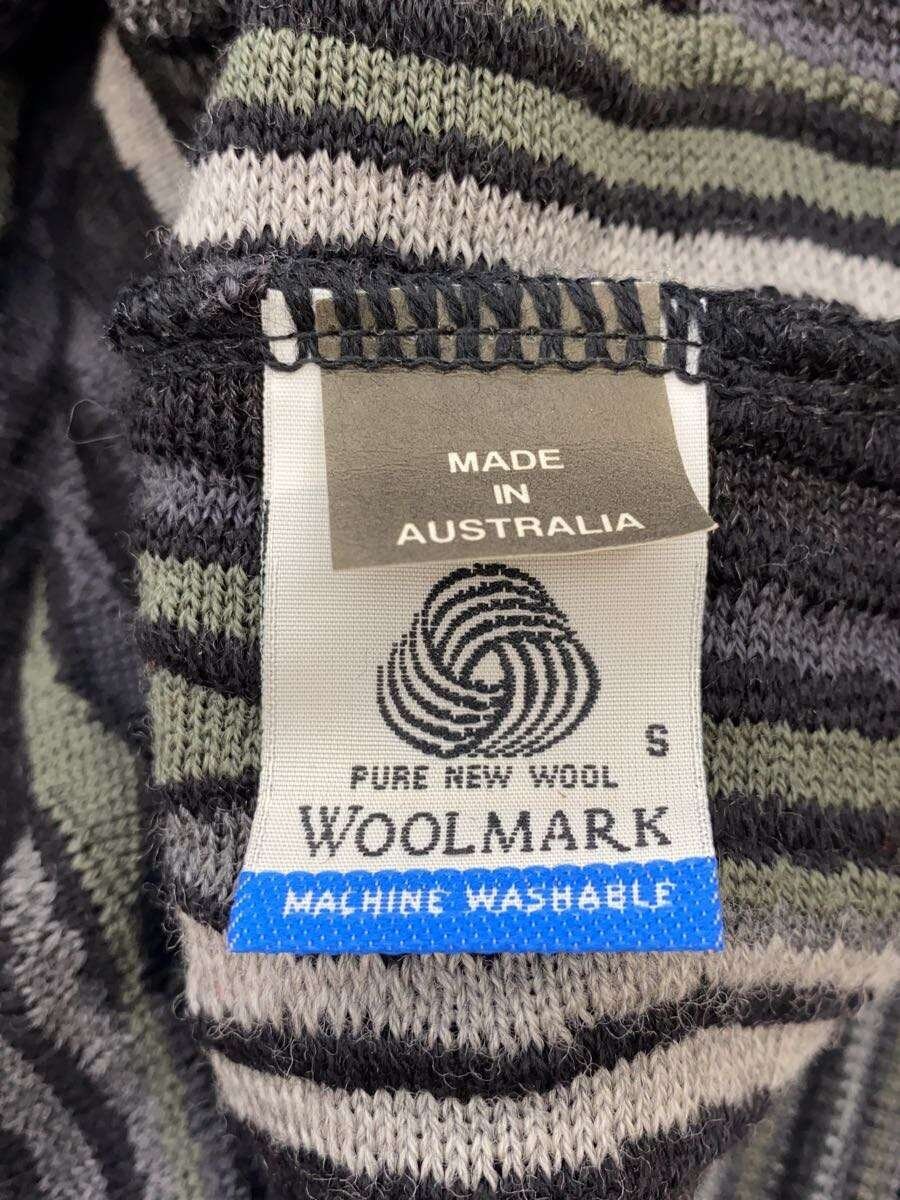 MADE
IN
AUSTRALIA
S
PURE NEW WOOL
WOOLMARK
MACHINE WASHABLE